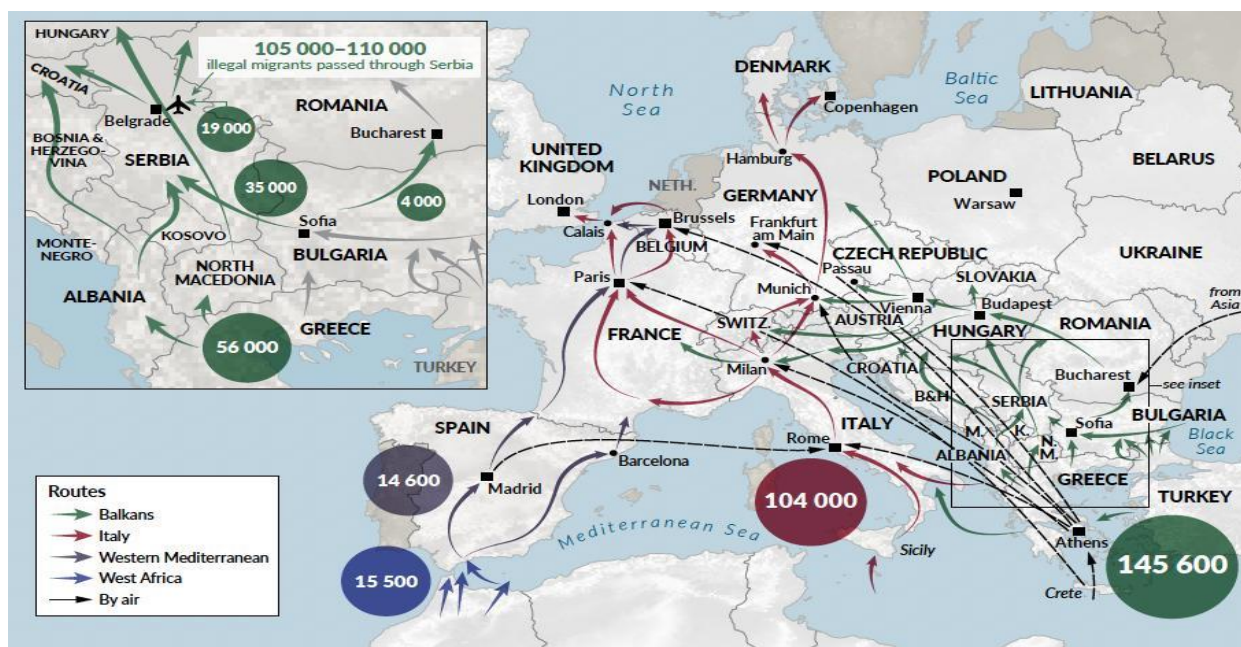 HUNGARY
105 000–110 000
illegal migrants passed through Serbia
CROATIA
ROMANIA
Belgrade
19 000
Bucharest
BOSNIA &
HERZEGO-
VINA
SERBIA
35 000
4 000
Sofia
MONTE-
NEGRO
KOSOVO
BULGARIA
NORTH
MACEDONIA
ALBANIA
GREECE
56 000
TURKEY
North
Sea
DENMARK
Copenhagen
Baltic
Sea
LITHUANIA
Hamburg
UNITED
KINGDOM
BELARUS
NETH.
GERMANY
POLAND
Warsaw
London
Calais
Brussels
BELGIUM
Frankfurt
am Main
CZECH REPUBLIC
UKRAINE
Passau
SLOVAKIA
Paris
Munich
Vienna
Budapest
from
Asia
AUSTRIA
SWITZ.
FRANCE
HUNGARY
ROMANIA
Milan
CROATIA
Bucharest
see inset
B&H
SERBIA
SPAIN
ITALY
Sofia
BULGARIA
Black
Sea
Rome
M.
K.
N.
M.
ALBANIA
Barcelona
14 600
Madrid
GREECE
104 000
TURKEY
Mediterranean Sea
Athens
Sicily
145 600
15 500
Crete
Routes
Balkans
Italy
Western Mediterranean
West Africa
By air